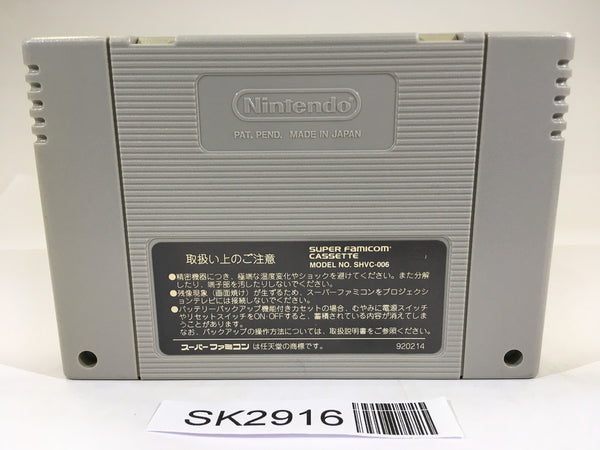 Nintendo
PAT. PEND. MADE IN JAPAN
取扱い上のご注意
SUPER FAMICOM
CASSETTE
MODEL NO. SHVC-006
●精密機器につき、極端な温度変化やショックを避けてください。また分解
したり、端子部を汚したりしないでください。
●残像現象（画面焼け）が生ずるため、スーパーファミコンをプロジェクシ
ョンテレビには接続しないでください。
●バッテリーバックアップ機能付きカセットの場合、むやみに電源スイッチ
やリセットスイッチをON・OFFすると、蓄積されている内容が消えてしま
うことがあります。
なお、バックアップの操作方法については、取扱説明書をご参照ください。
スーパーファミコン は任天堂の商標です。
920214
SK2916